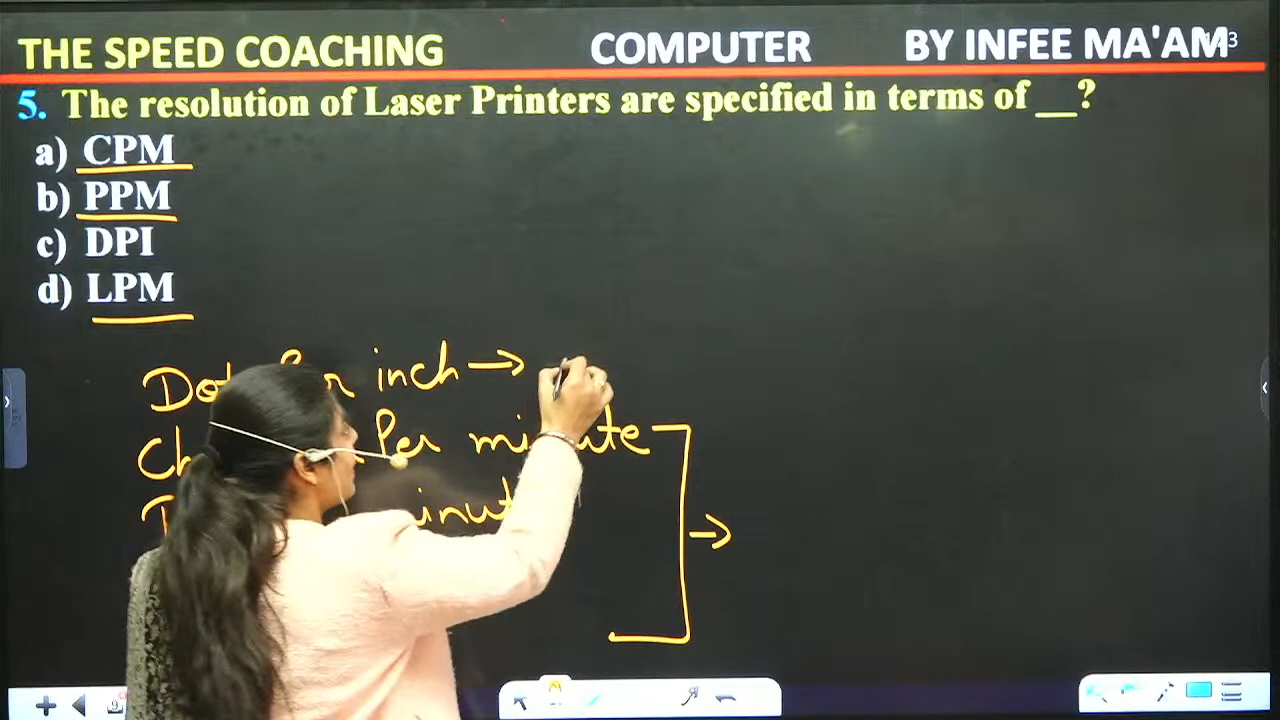 THE SPEED COACHING COMPUTER BY INFEE MA'AM
5. The resolution of Laser Printers are specified in terms of __?
a) CPM
b) PPM
c) DPI
d) LPM
inch →
Per minute
→